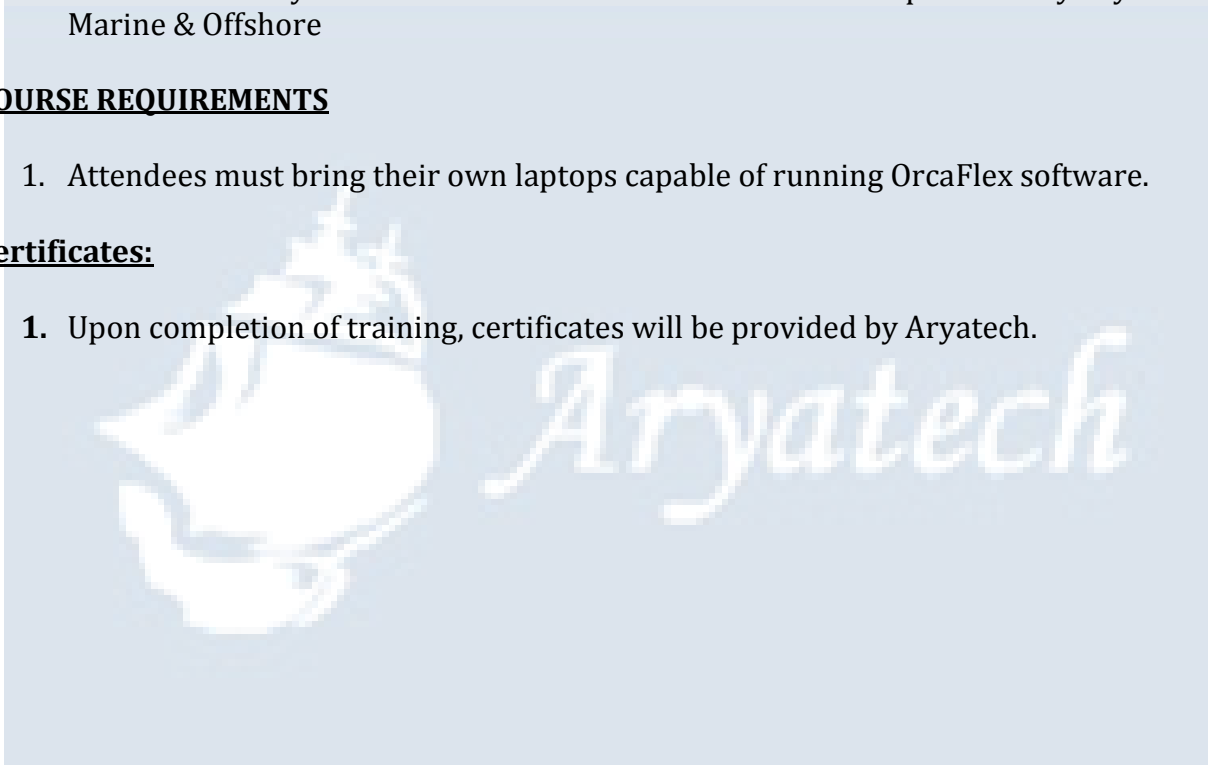 Marine & Offshore
OURSE REQUIREMENTS
1. Attendees must bring their own laptops capable of running OrcaFlex software.
ertificates:
1. Upon completion of training, certificates will be provided by Aryatech.
Aryatech